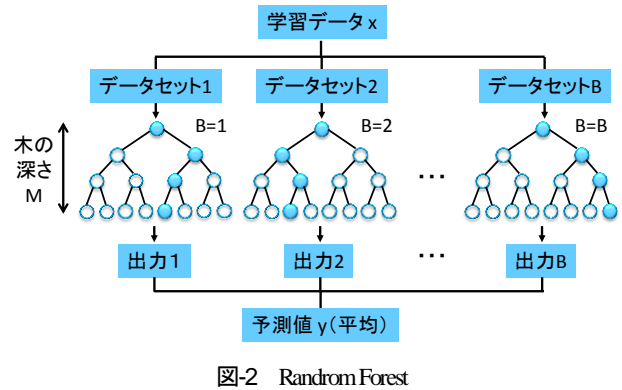 学習データ x
データセット1 データセット2 データセットB
B=1 B=2 B=B
木の
深さ
M
･･･
出力1 出力2 ･･･ 出力B
予測値 y(平均)
図-2 Randrom Forest